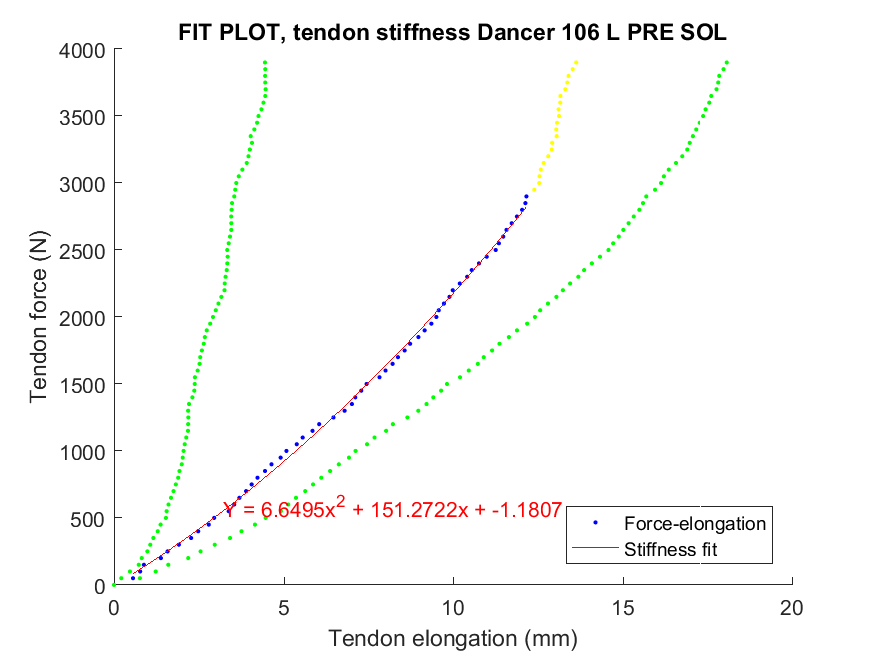 FIT PLOT, tendon stiffness Dancer 106 L PRE SOL
4000
3500
3000
2500
2000
1500
1000
500
0
Tendon force (N)
Y = 6.6495x² + 151.2722x + -1.1807
Force-elongation
Stiffness fit
0 5 10 15 20
Tendon elongation (mm)